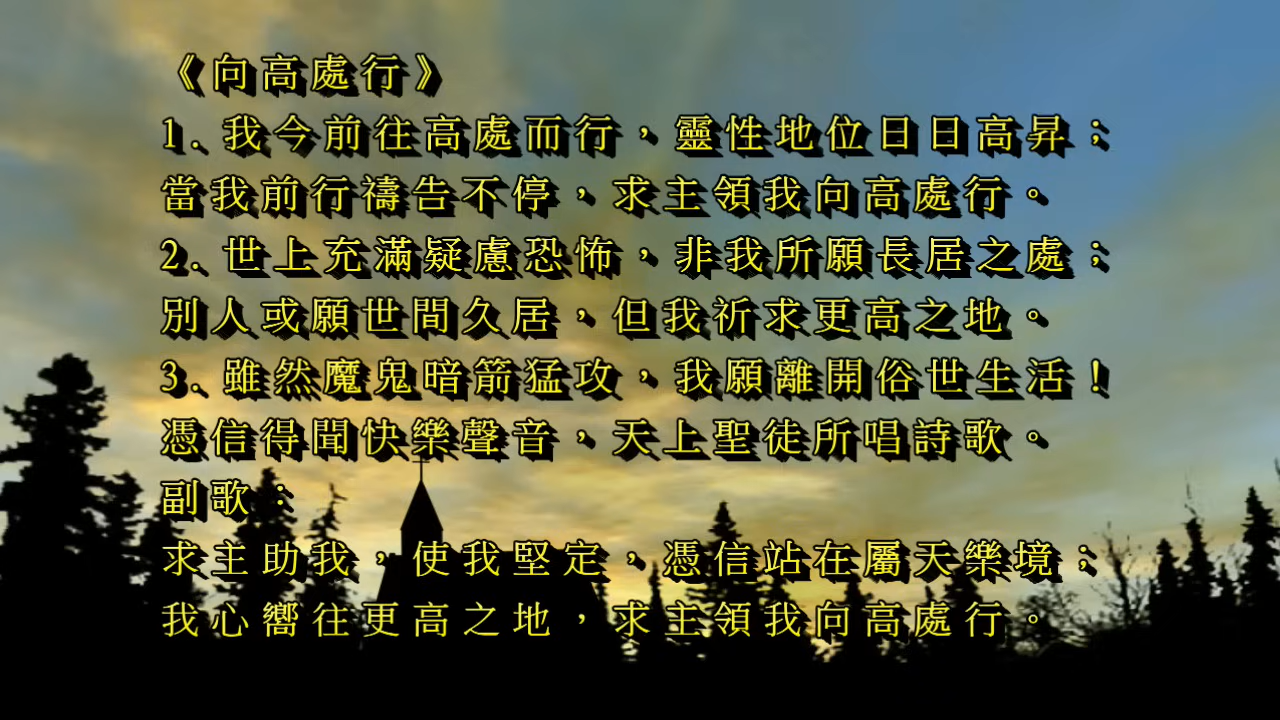 《向高處行》
1. 我今前往高處而行，靈性地位日日高昇；
當我前行禱告不停，求主領我向高處行。
2. 世上充滿疑慮恐怖，非我所願長居之處；
別人或願世間久居，但我祈求更高之地。
3. 雖然魔鬼暗箭猛攻，我願離開俗世生活！
憑信得聞快樂聲音，天上聖徒所唱詩歌。
副歌：
求主助我，使我堅定，憑信站在屬天樂境；
我心嚮往更高之地，求主領我向高處行。